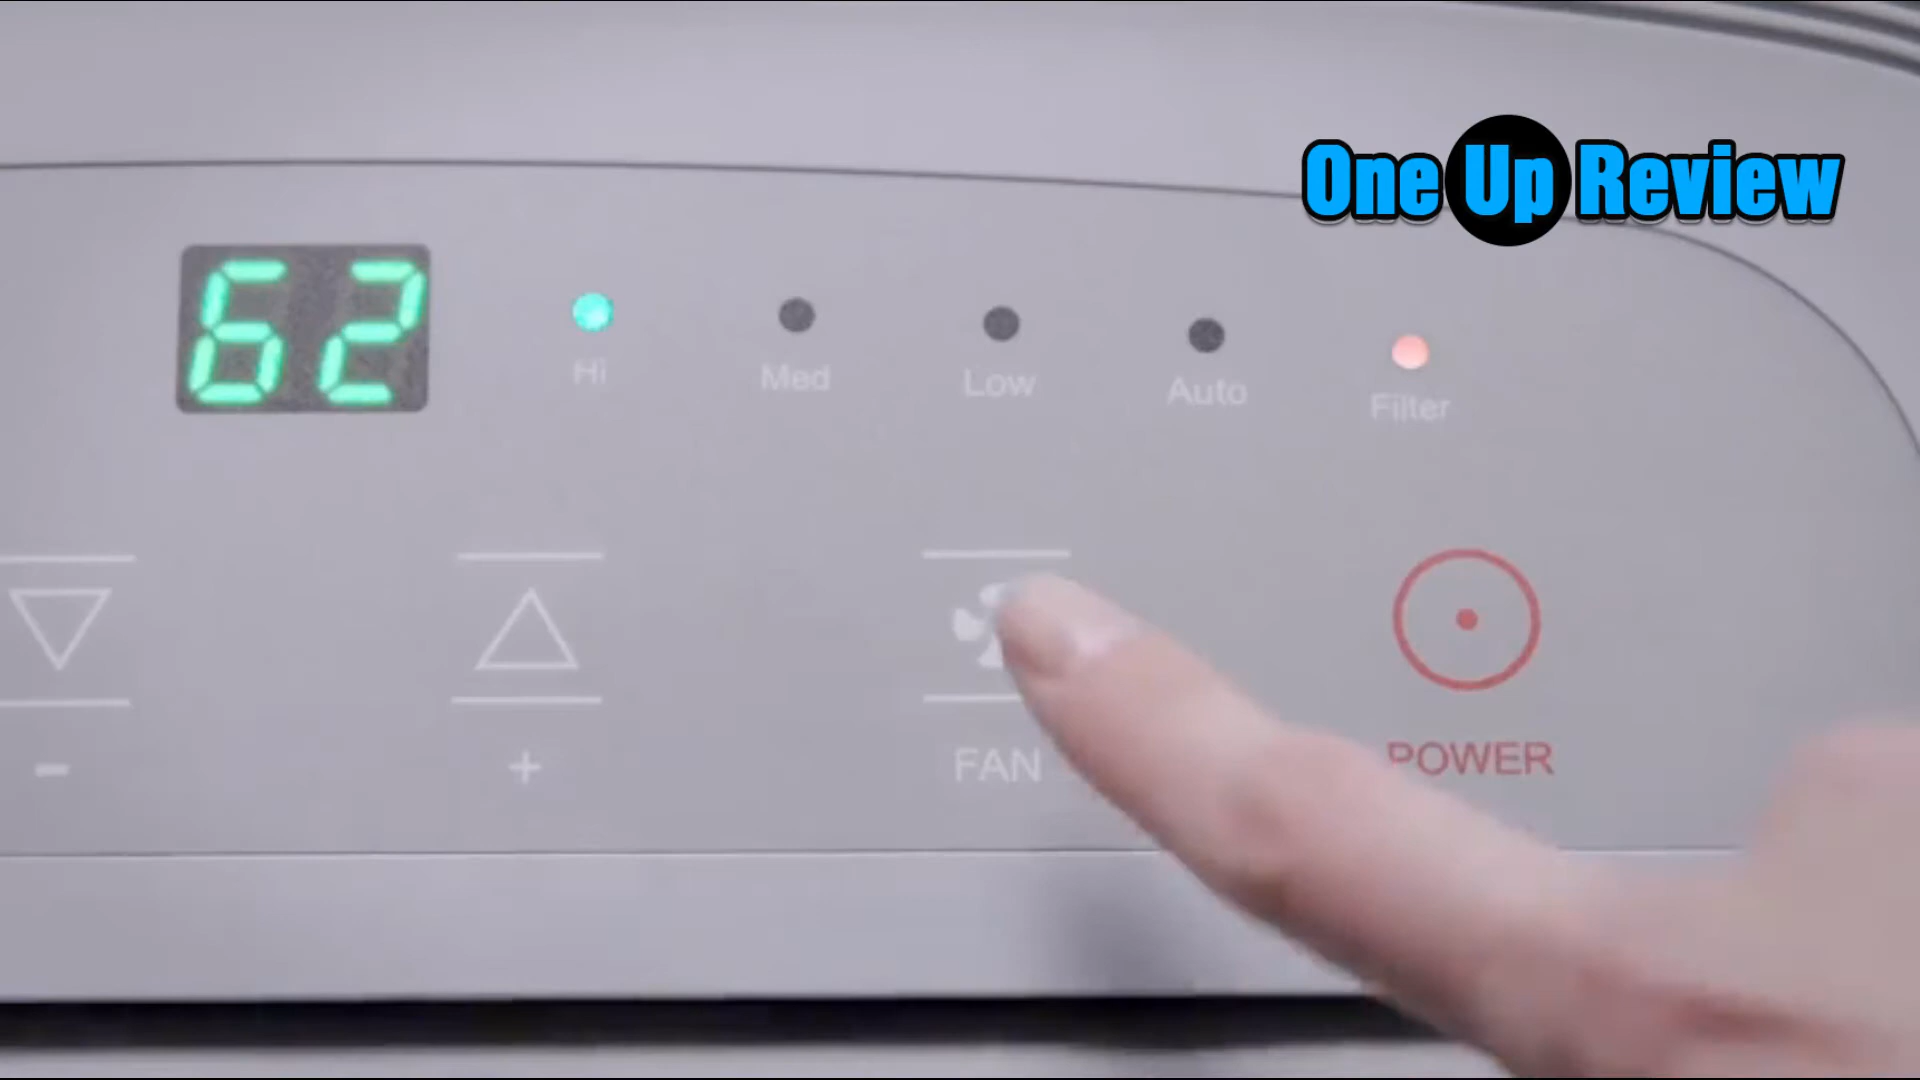 One Up Review
62
Hi
Med
Low
Auto
Filter
-
+
FAN
POWER